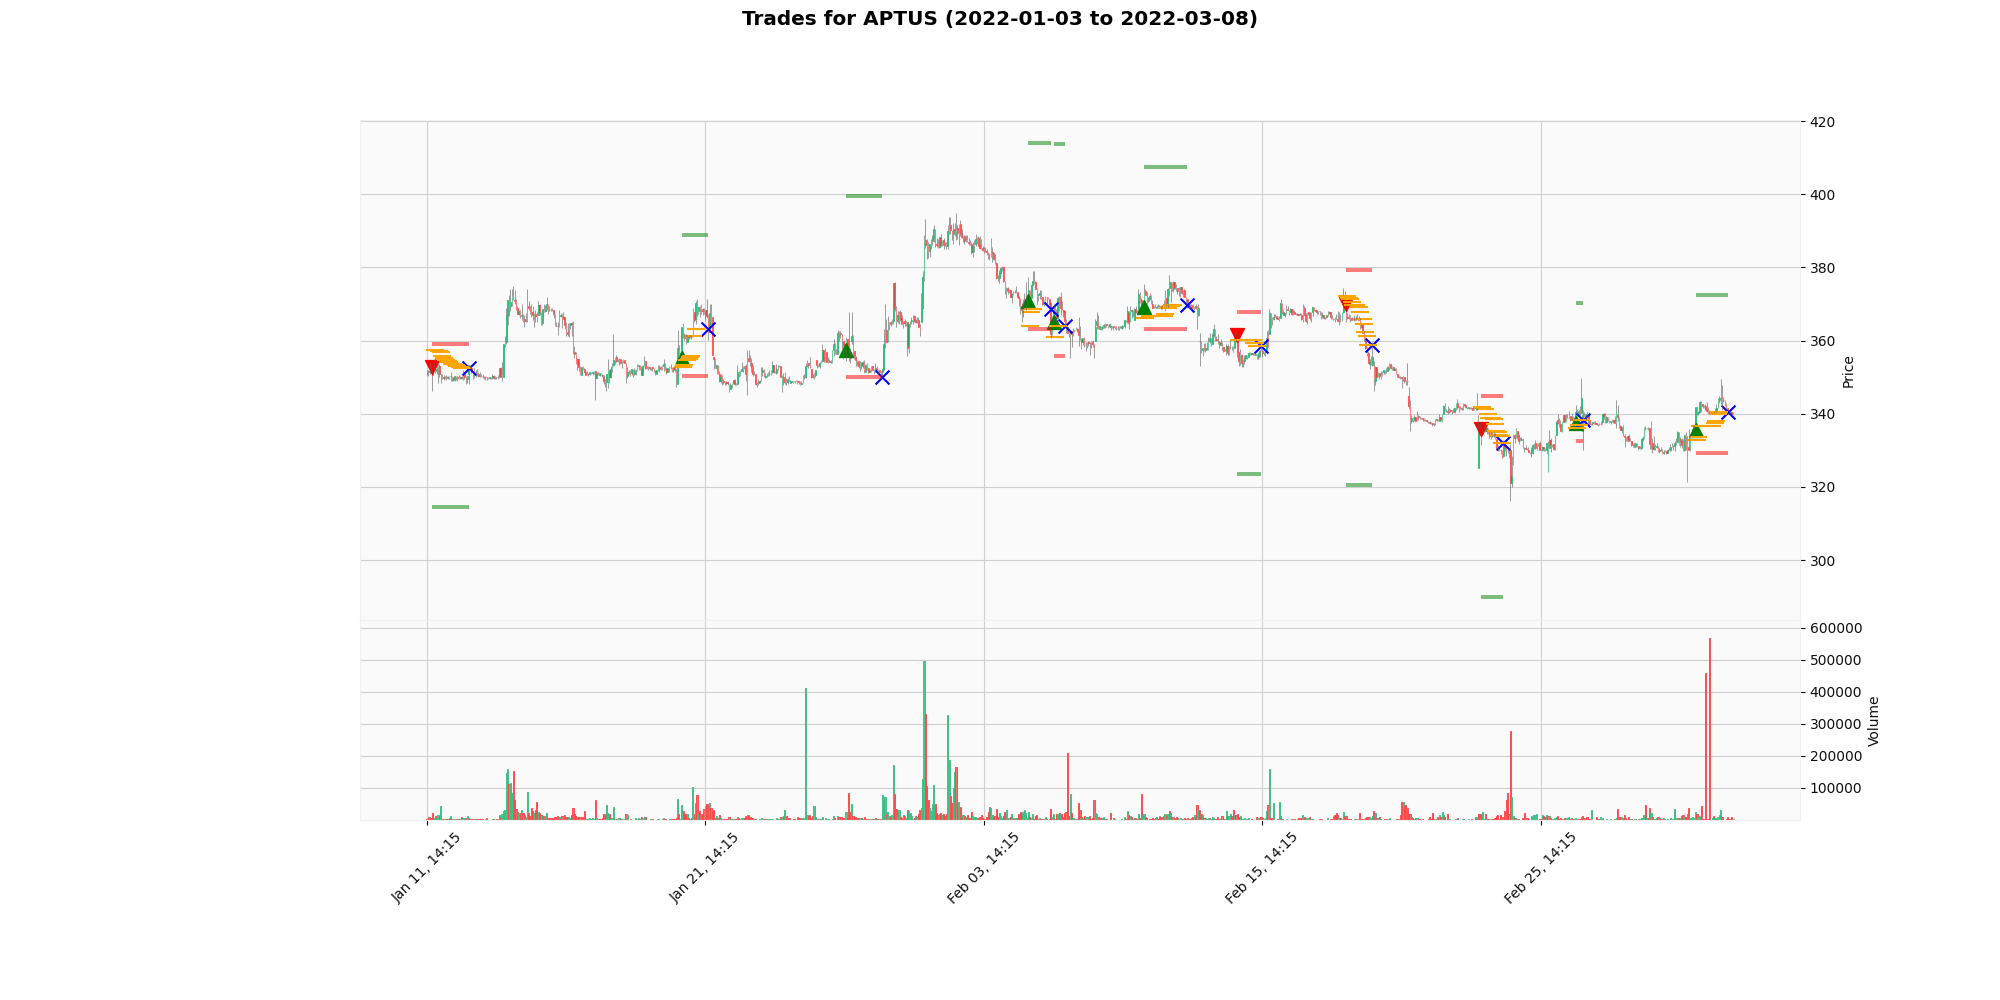 Trades for APTUS (2022-01-03 to 2022-03-08)
420
400
380
360
340
320
300
Price
600000
500000
400000
300000
200000
100000
Volume
Jan 11, 14:15
Jan 21, 14:15
Feb 03, 14:15
Feb 15, 14:15
Feb 25, 14:15